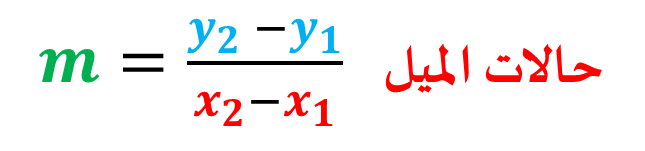 m = (y₂ − y₁) / (x₂ − x₁) حالات الميل